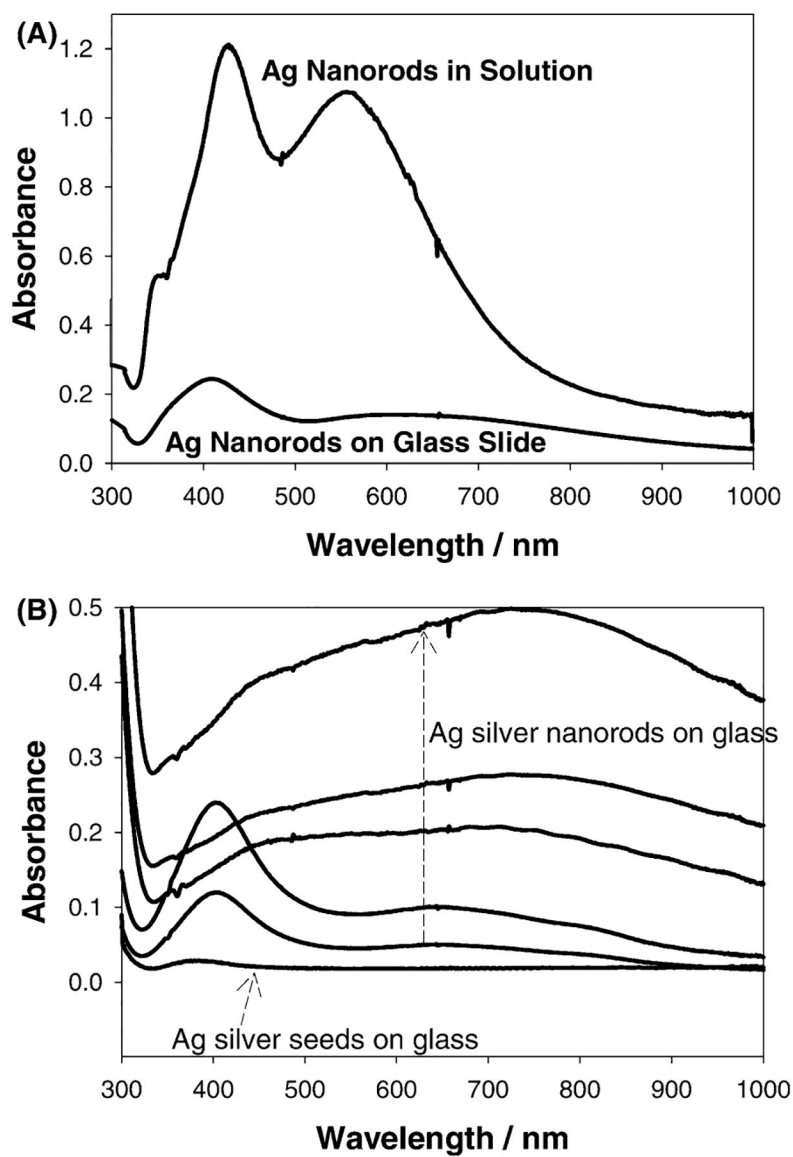 (A)
1.2
Ag Nanorods in Solution
1.0
0.8
0.6
0.4
0.2
Ag Nanorods on Glass Slide
0.0
Absorbance
300 400 500 600 700 800 900 1000
Wavelength / nm
(B)
0.5
0.4
Ag silver nanorods on glass
0.3
0.2
0.1
0.0
Ag silver seeds on glass
Absorbance
300 400 500 600 700 800 900 1000
Wavelength / nm